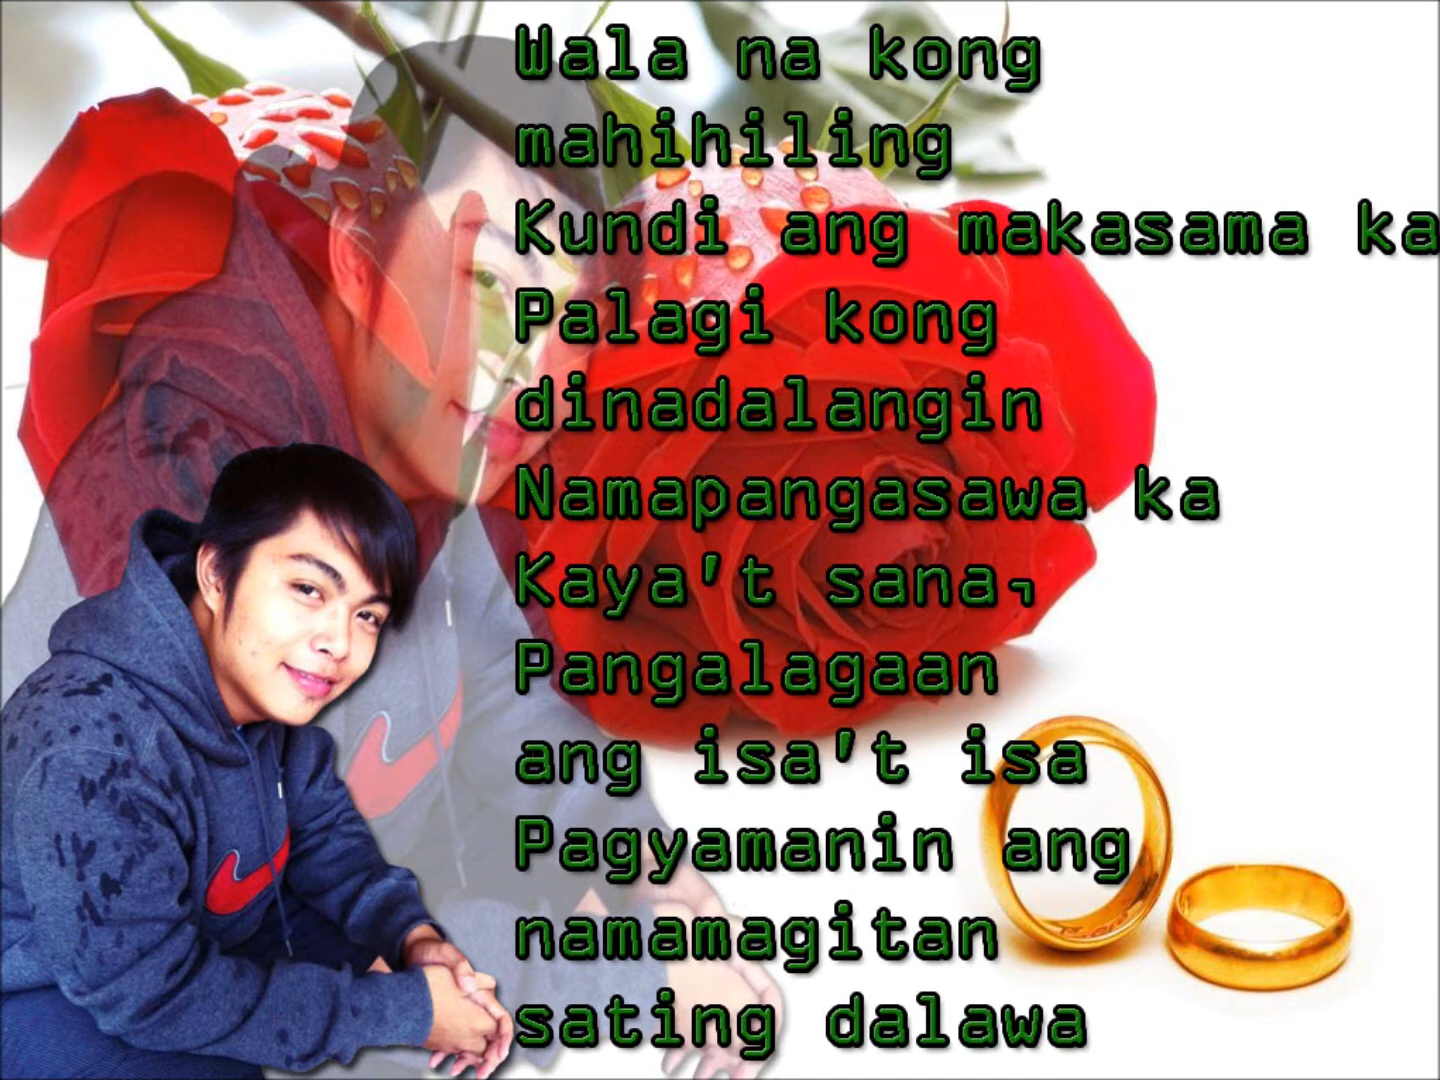 Wala na kong
mahihiling
Kundi ang makasama ka
Palagi kong
dinadalangin
Namapangasawa ka
Kaya't sana,
Pangalagaan
ang isa't isa
Pagyamanin ang
namamagitan
sating dalawa